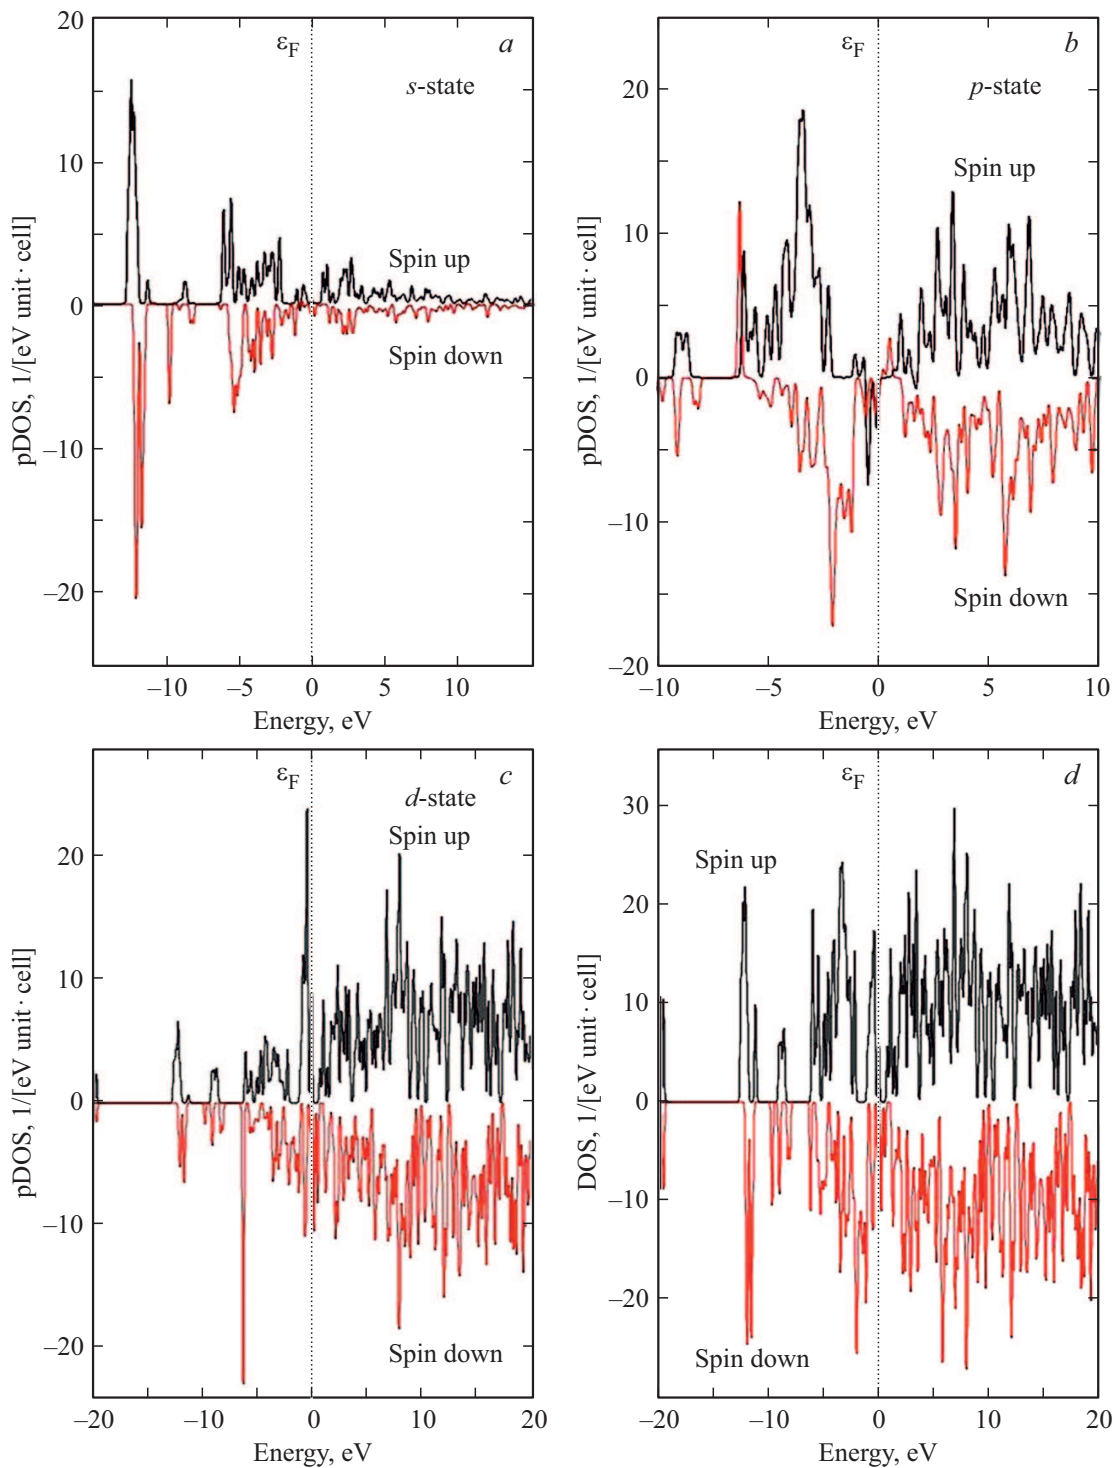 20
10
0
–10
–20
pDOS, 1/[eV unit · cell]
εF
a
s-state
Spin up
Spin down
–10
–5
0
5
10
Energy, eV
20
10
0
–10
–20
pDOS, 1/[eV unit · cell]
εF
b
p-state
Spin up
Spin down
–10
–5
0
5
10
Energy, eV
20
10
0
–10
–20
pDOS, 1/[eV unit · cell]
εF
c
d-state
Spin up
Spin down
–20
–10
0
10
20
Energy, eV
30
20
10
0
–10
–20
DOS, 1/[eV unit · cell]
εF
d
Spin up
Spin down
–20
–10
0
10
20
Energy, eV